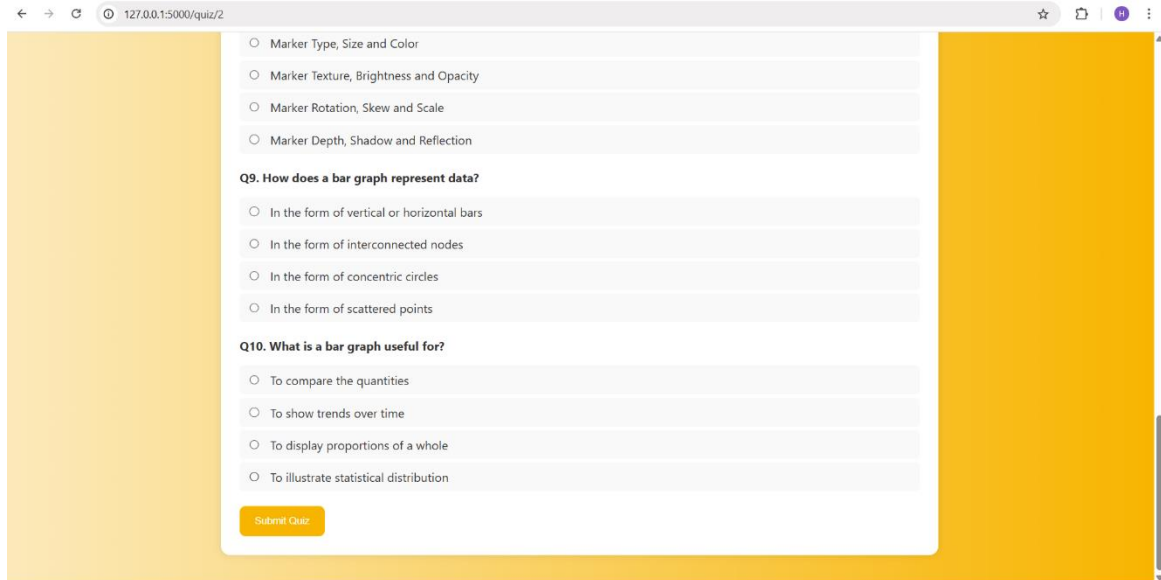 127.0.0.1:5000/quiz/2
H
Marker Type, Size and Color
Marker Texture, Brightness and Opacity
Marker Rotation, Skew and Scale
Marker Depth, Shadow and Reflection
Q9. How does a bar graph represent data?
In the form of vertical or horizontal bars
In the form of interconnected nodes
In the form of concentric circles
In the form of scattered points
Q10. What is a bar graph useful for?
To compare the quantities
To show trends over time
To display proportions of a whole
To illustrate statistical distribution
Submit Quiz